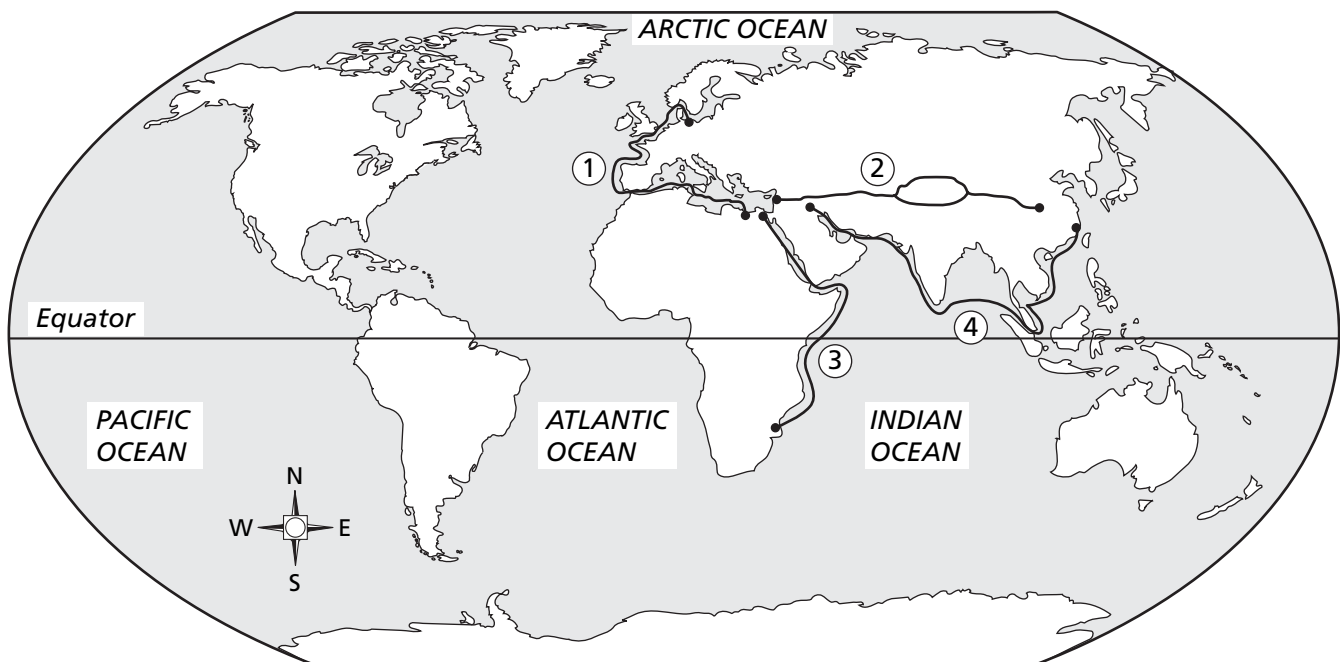 ARCTIC OCEAN
1
2
Equator
4
3
PACIFIC
OCEAN
ATLANTIC
OCEAN
INDIAN
OCEAN
N
W E
S